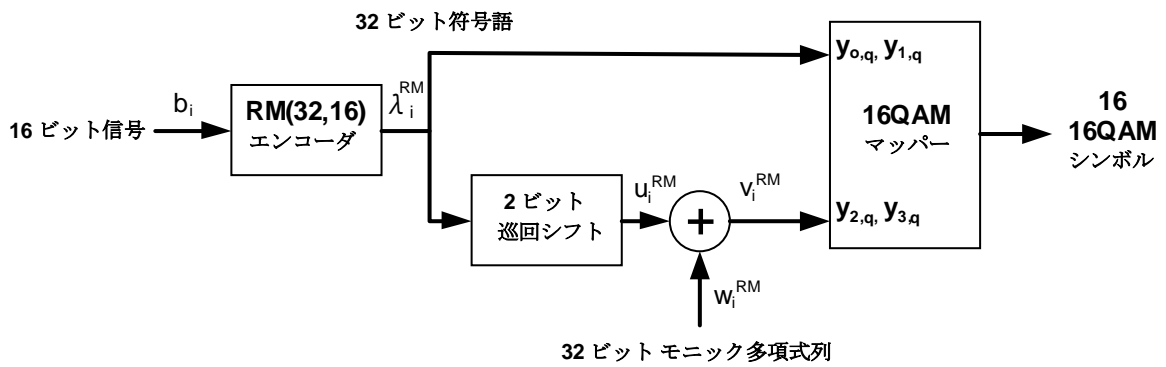 32 ビット符号語
16 ビット信号
b_i
RM(32,16)
エンコーダ
λ_i^RM
2 ビット
巡回シフト
u_i^RM
+
v_i^RM
w_i^RM
32 ビット モニック多項式列
y_o,q, y_1,q
16QAM
マッパー
y_2,q, y_3,q
16
16QAM
シンボル